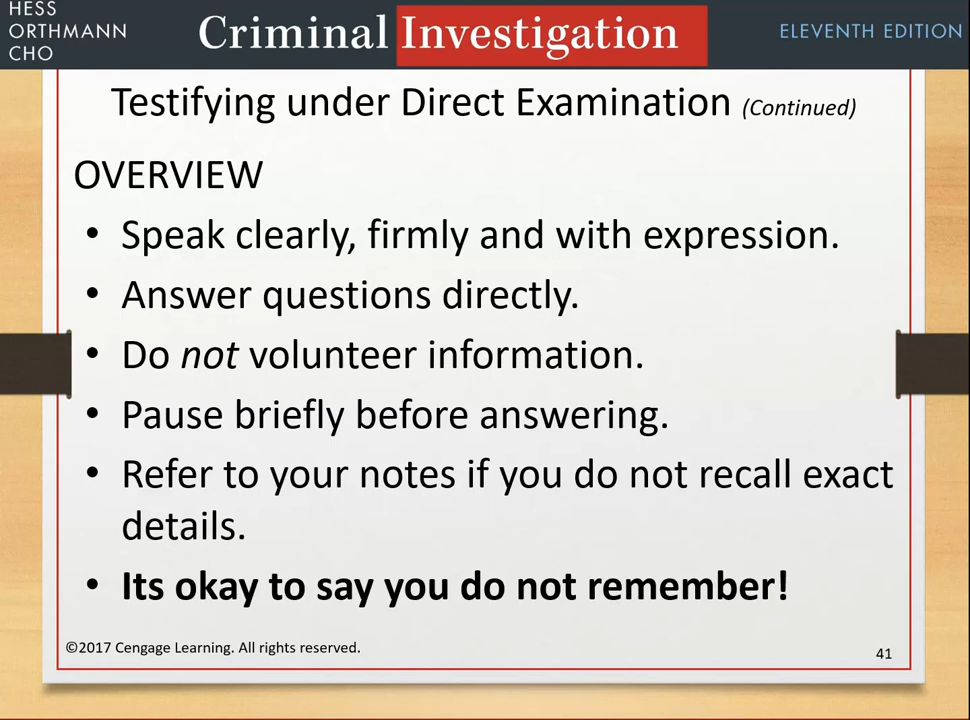 HESS
ORTHMANN
CHO
Criminal Investigation
ELEVENTH EDITION
Testifying under Direct Examination (Continued)
OVERVIEW
• Speak clearly, firmly and with expression.
• Answer questions directly.
• Do not volunteer information.
• Pause briefly before answering.
• Refer to your notes if you do not recall exact
details.
• Its okay to say you do not remember!
©2017 Cengage Learning. All rights reserved.
41